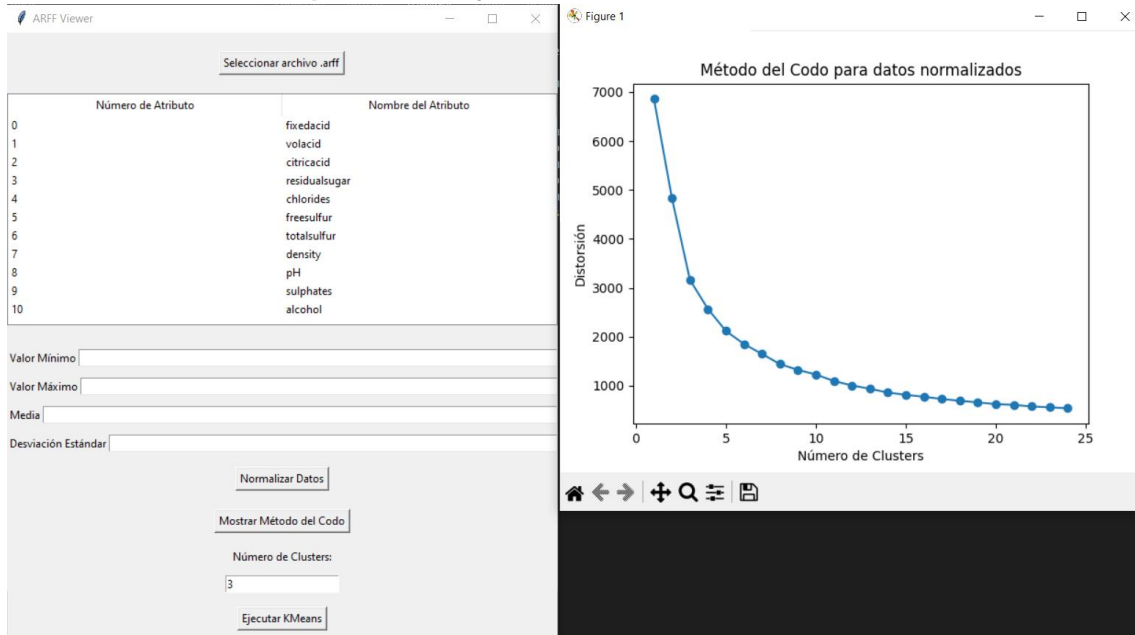 ARFF Viewer
Seleccionar archivo .arff
Número de Atributo Nombre del Atributo
0 fixedacid
1 volacid
2 citricacid
3 residualsugar
4 chlorides
5 freesulfur
6 totalsulfur
7 density
8 pH
9 sulphates
10 alcohol
Valor Mínimo
Valor Máximo
Media
Desviación Estándar
Normalizar Datos
Mostrar Método del Codo
Número de Clusters:
3
Ejecutar KMeans
Figure 1
Método del Codo para datos normalizados
7000
6000
5000
4000
3000
2000
1000
Distorsión
0 5 10 15 20 25
Número de Clusters